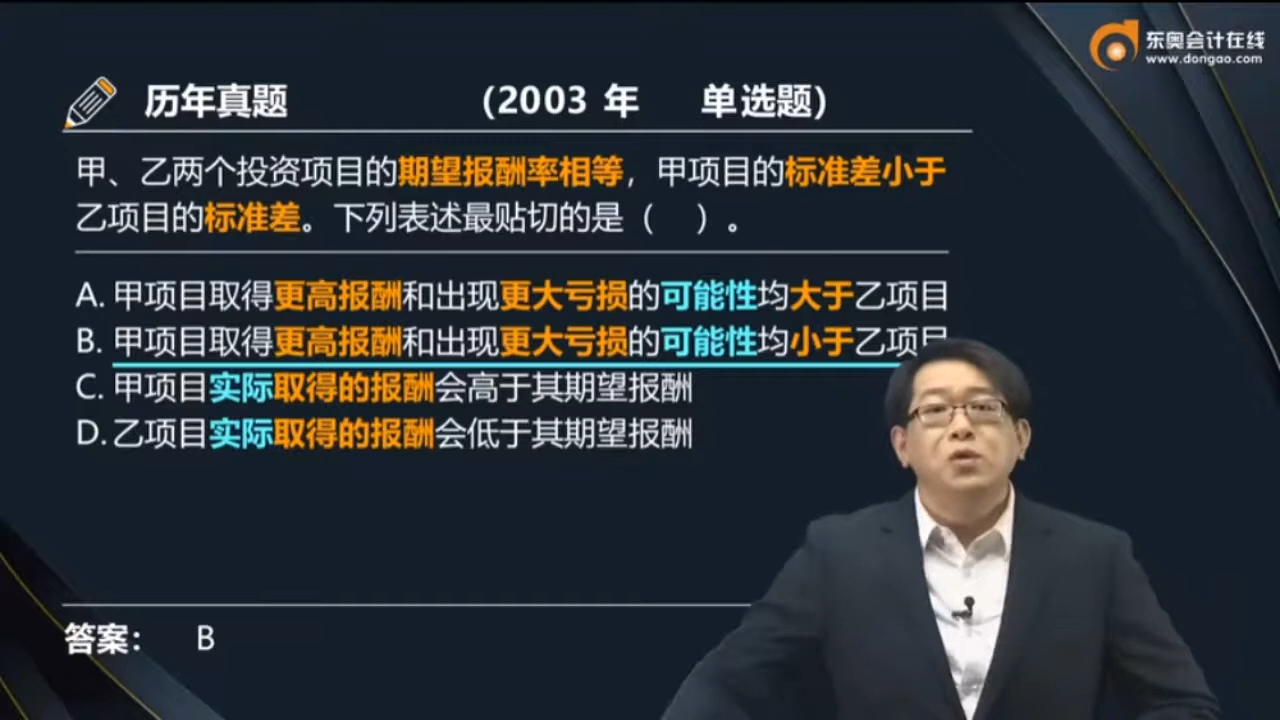 东奥会计在线
www.dongao.com
历年真题 (2003 年 单选题)
甲、乙两个投资项目的期望报酬率相等，甲项目的标准差小于
乙项目的标准差。下列表述最贴切的是（ ）。
A. 甲项目取得更高报酬和出现更大亏损的可能性均大于乙项目
B. 甲项目取得更高报酬和出现更大亏损的可能性均小于乙项目
C. 甲项目实际取得的报酬会高于其期望报酬
D. 乙项目实际取得的报酬会低于其期望报酬
答案： B